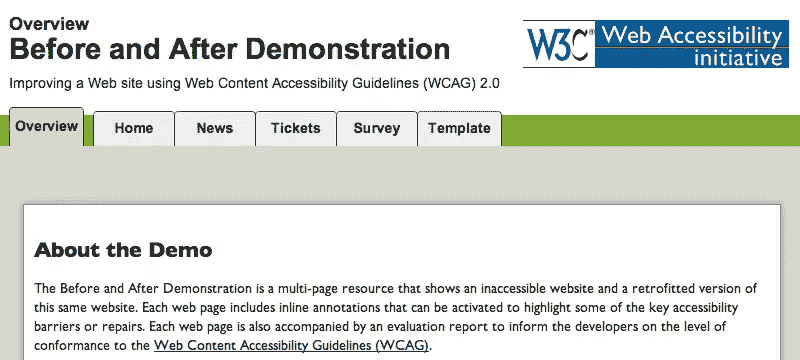 Overview
Before and After Demonstration
Improving a Web site using Web Content Accessibility Guidelines (WCAG) 2.0
W3C® Web Accessibility
initiative
Overview Home News Tickets Survey Template
About the Demo
The Before and After Demonstration is a multi-page resource that shows an inaccessible website and a retrofitted version of
this same website. Each web page includes inline annotations that can be activated to highlight some of the key accessibility
barriers or repairs. Each web page is also accompanied by an evaluation report to inform the developers on the level of
conformance to the Web Content Accessibility Guidelines (WCAG).